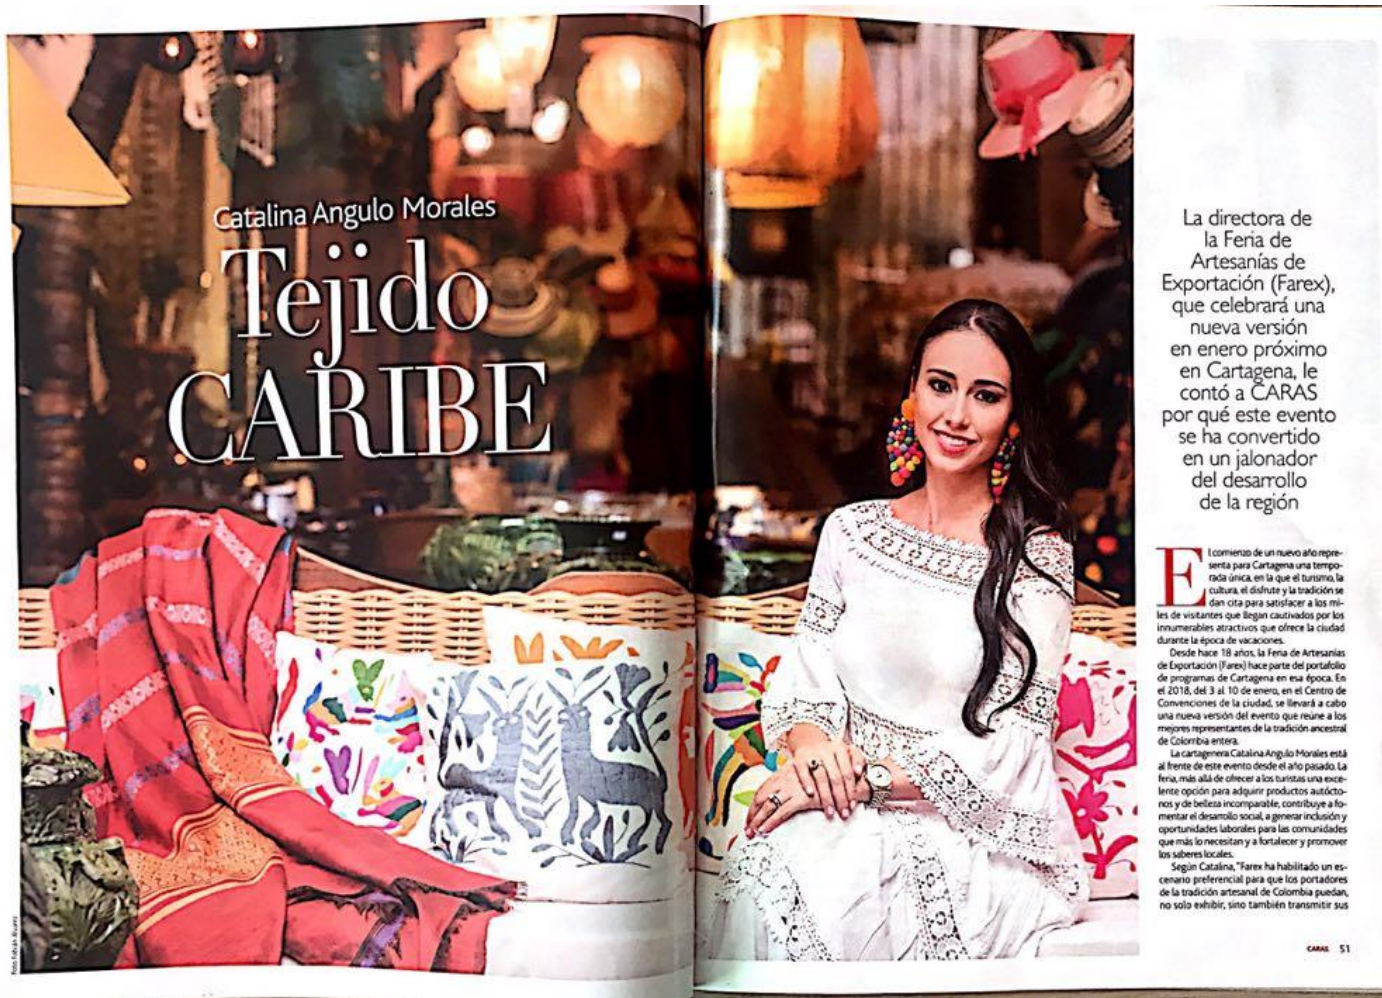 Catalina Angulo Morales
Tejido
CARIBE
La directora de
la Feria de
Artesanías de
Exportación (Farex),
que celebrará una
nueva versión
en enero próximo
en Cartagena, le
contó a CARAS
por qué este evento
se ha convertido
en un jalonador
del desarrollo
de la región
El comienzo de un nuevo año repre-
senta para Cartagena una tempo-
rada única, en la que el turismo, la
cultura, el disfrute y la tradición se
dan cita para satisfacer a los mi-
les de visitantes que llegan cautivados por los
innumerables atractivos que ofrece la ciudad
durante la época de vacaciones.
Desde hace 18 años, la Feria de Artesanías
de Exportación (Farex) hace parte del portafolio
de programas de Cartagena en esa época. En
el 2018, del 3 al 10 de enero, en el Centro de
Convenciones de la ciudad, se llevará a cabo
una nueva versión del evento que reúne a los
mejores representantes de la tradición ancestral
de Colombia entera.
La cartagenera Catalina Angulo Morales está
al frente de este evento desde el año pasado. La
feria, más allá de ofrecer a los turistas una exce-
lente opción para adquirir productos autócto-
nos y de belleza incomparable, contribuye a fo-
mentar el desarrollo social, a generar inclusión y
oportunidades laborales para las comunidades
que más lo necesitan y a fortalecer y promover
los saberes locales.
Según Catalina, "Farex ha habilitado un es-
cenario preferencial para que los portadores
de la tradición artesanal de Colombia puedan,
no solo exhibir, sino también transmitir sus
CARAS 51